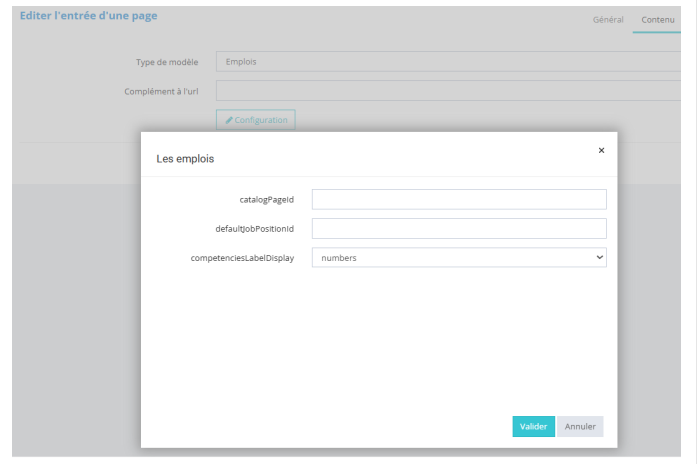 Editer l'entrée d'une page
Général Contenu
Type de modèle Emplois
Complément à l'url
Configuration
Les emplois ×
catalogPageId
defaultJobPositionId
competenciesLabelDisplay numbers
Valider Annuler